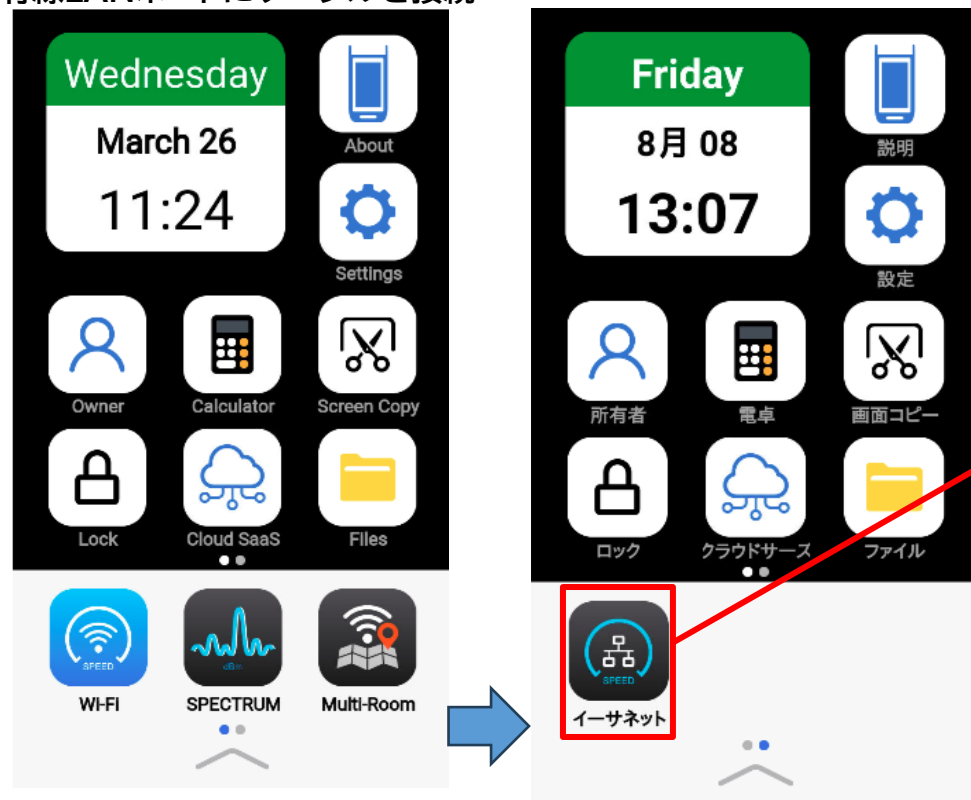 Wednesday
March 26
11:24
About
Settings
Owner
Calculator
Screen Copy
Lock
Cloud SaaS
Files
SPEED
WI-FI
dBm
SPECTRUM
Multi-Room
Friday
8月 08
13:07
説明
設定
所有者
電卓
画面コピー
ロック
クラウドサーズ
ファイル
SPEED
イーサネット